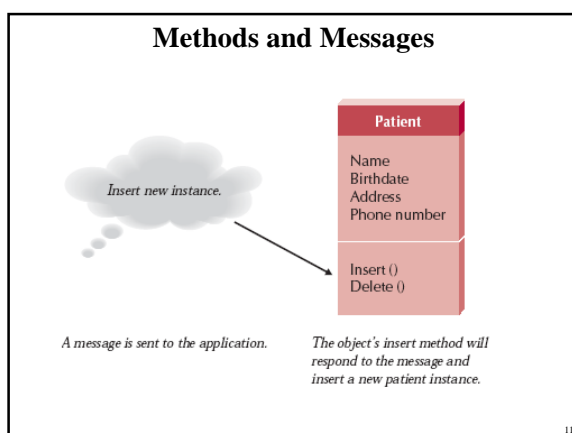 Methods and Messages
Insert new instance.
Patient
Name
Birthdate
Address
Phone number
Insert ()
Delete ()
A message is sent to the application.
The object's insert method will
respond to the message and
insert a new patient instance.
11